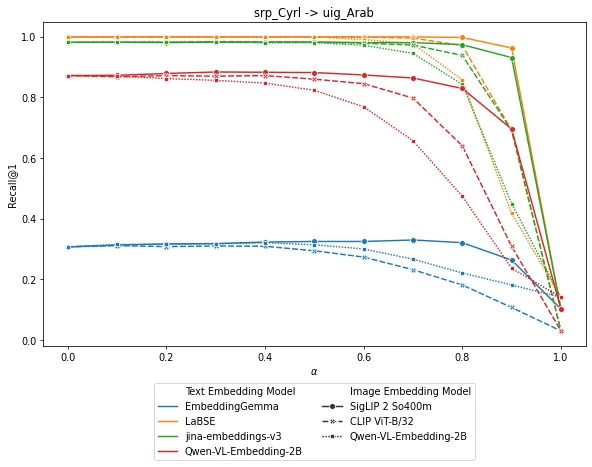 srp_Cyrl -> uig_Arab
Recall@1
1.0
0.8
0.6
0.4
0.2
0.0
0.0 0.2 0.4 0.6 0.8 1.0
α
Text Embedding Model
EmbeddingGemma
LaBSE
jina-embeddings-v3
Qwen-VL-Embedding-2B
Image Embedding Model
SigLIP 2 So400m
CLIP ViT-B/32
Qwen-VL-Embedding-2B